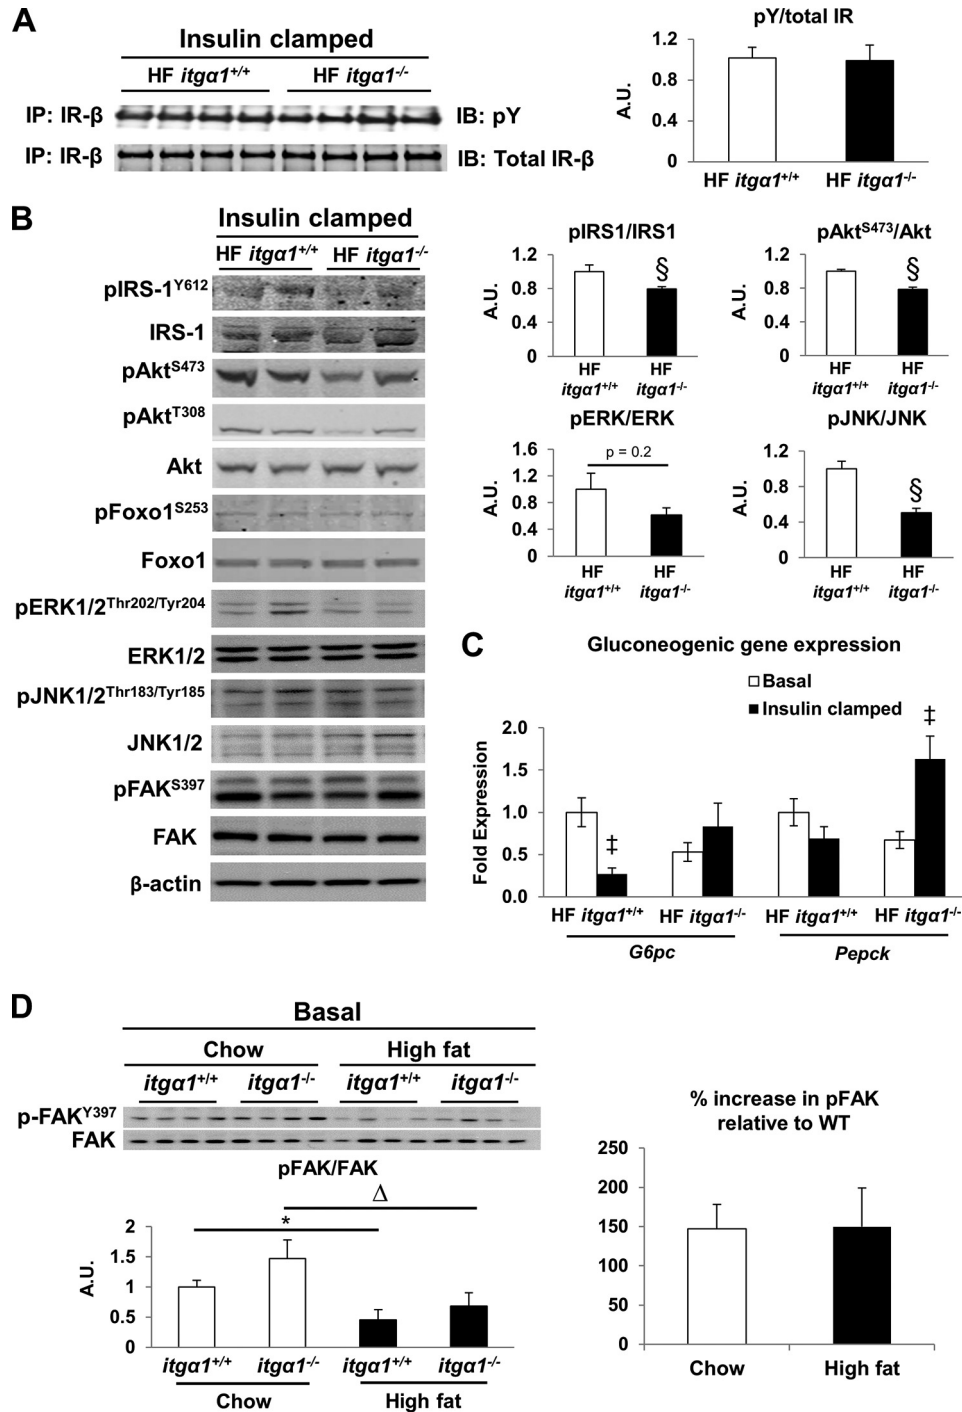 A
Insulin clamped
HF itgα1+/+ HF itgα1-/-
IP: IR-β IB: pY
IP: IR-β IB: Total IR-β
pY/total IR
A.U.
1.2
0.8
0.4
0
HF itgα1+/+ HF itgα1-/-
B
Insulin clamped
HF itgα1+/+ HF itgα1-/-
pIRS-1Y612
IRS-1
pAktS473
pAktT308
Akt
pFoxo1S253
Foxo1
pERK1/2Thr202/Tyr204
ERK1/2
pJNK1/2Thr183/Tyr185
JNK1/2
pFAKS397
FAK
β-actin
pIRS1/IRS1
A.U.
1.2
0.8
0.4
0
§
HF HF
itgα1+/+ itgα1-/-
pAktS473/Akt
A.U.
1.2
0.8
0.4
0
§
HF HF
itgα1+/+ itgα1-/-
pERK/ERK
A.U.
1.6
1.2
0.8
0.4
0
p = 0.2
HF HF
itgα1+/+ itgα1-/-
pJNK/JNK
A.U.
1.2
0.8
0.4
0
§
HF HF
itgα1+/+ itgα1-/-
C
Gluconeogenic gene expression
Basal
Insulin clamped
Fold Expression
2.0
1.5
1.0
0.5
0.0
‡
‡
HF itgα1+/+ HF itgα1-/- HF itgα1+/+ HF itgα1-/-
G6pc Pepck
D
Basal
Chow High fat
itgα1+/+ itgα1-/- itgα1+/+ itgα1-/-
p-FAKY397
FAK
pFAK/FAK
Δ
*
A.U.
2
1.5
1
0.5
0
itgα1+/+ itgα1-/- itgα1+/+ itgα1-/-
Chow High fat
% increase in pFAK
relative to WT
250
200
150
100
50
0
Chow High fat